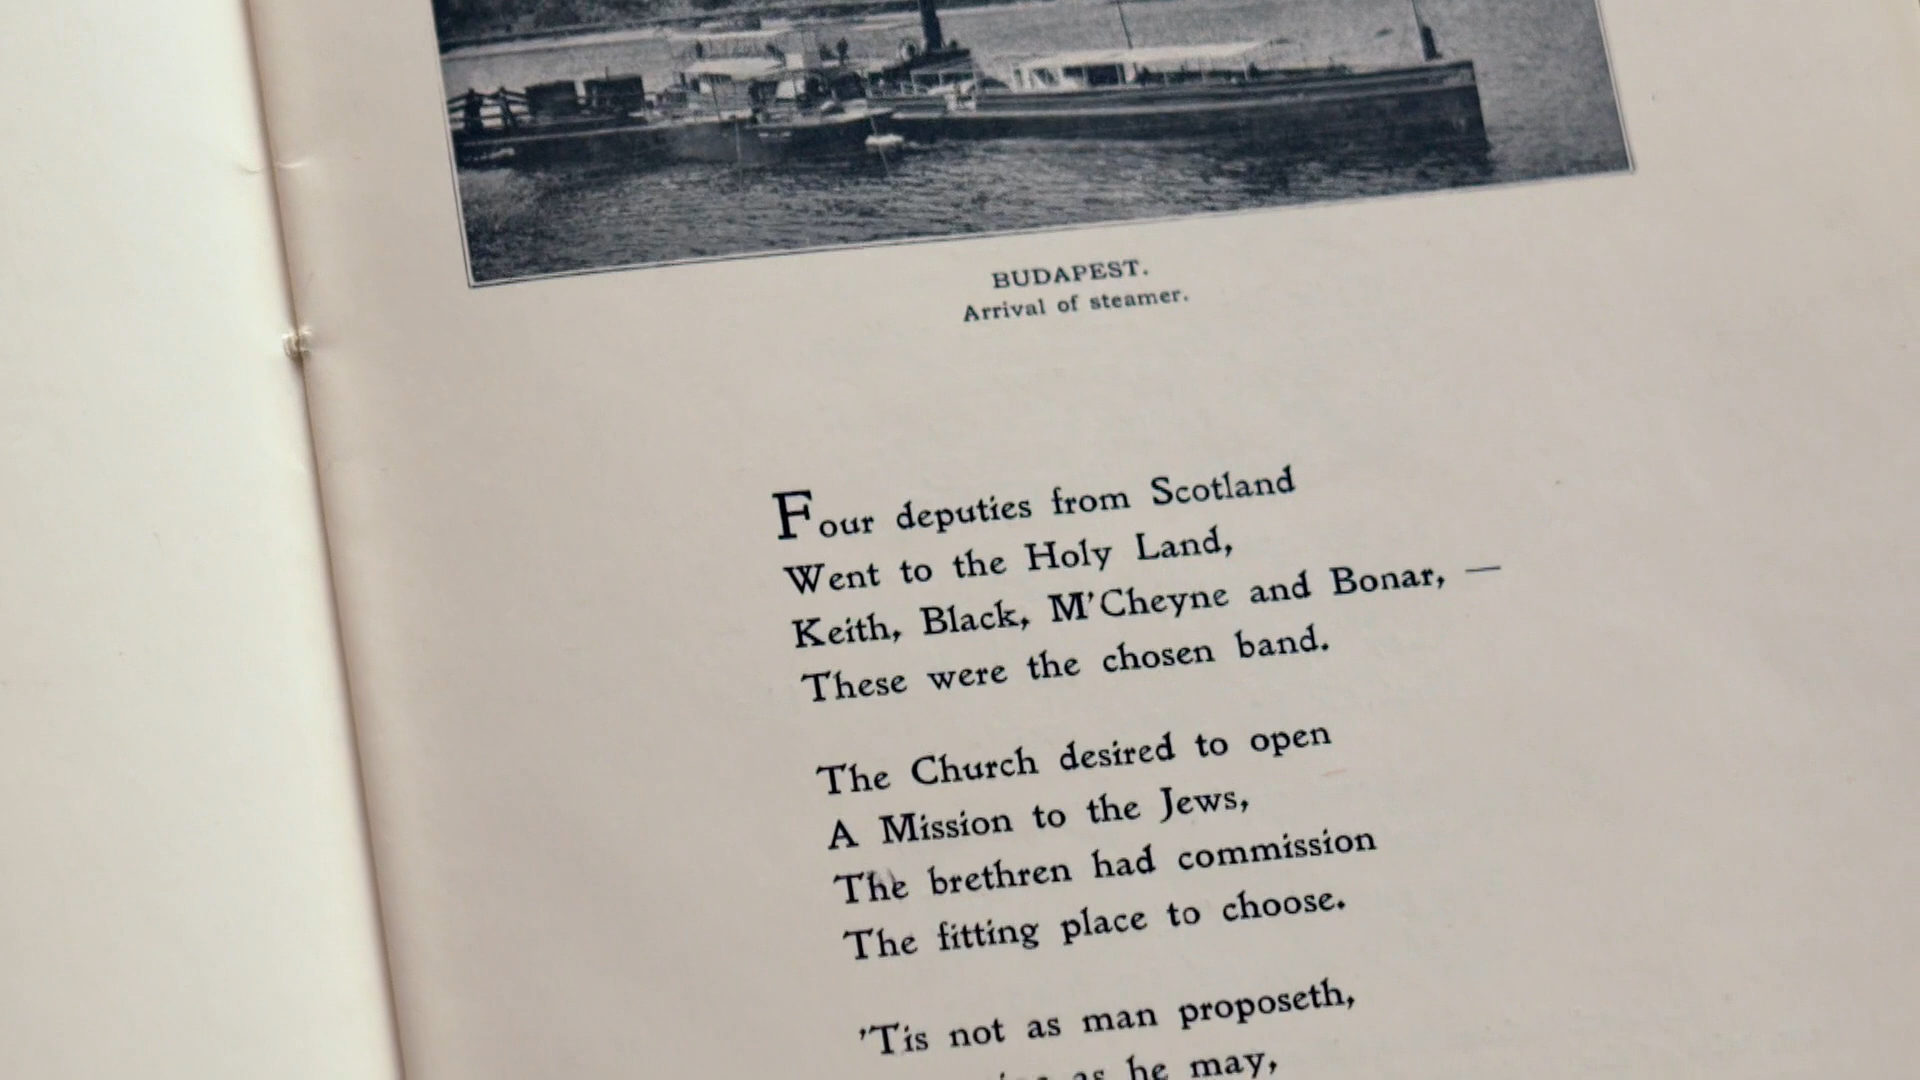 BUDAPEST.
Arrival of steamer.
Four deputies from Scotland
Went to the Holy Land,
Keith, Black, M'Cheyne and Bonar, —
These were the chosen band.
The Church desired to open
A Mission to the Jews,
The brethren had commission
The fitting place to choose.
'Tis not as man proposeth,
as he may,